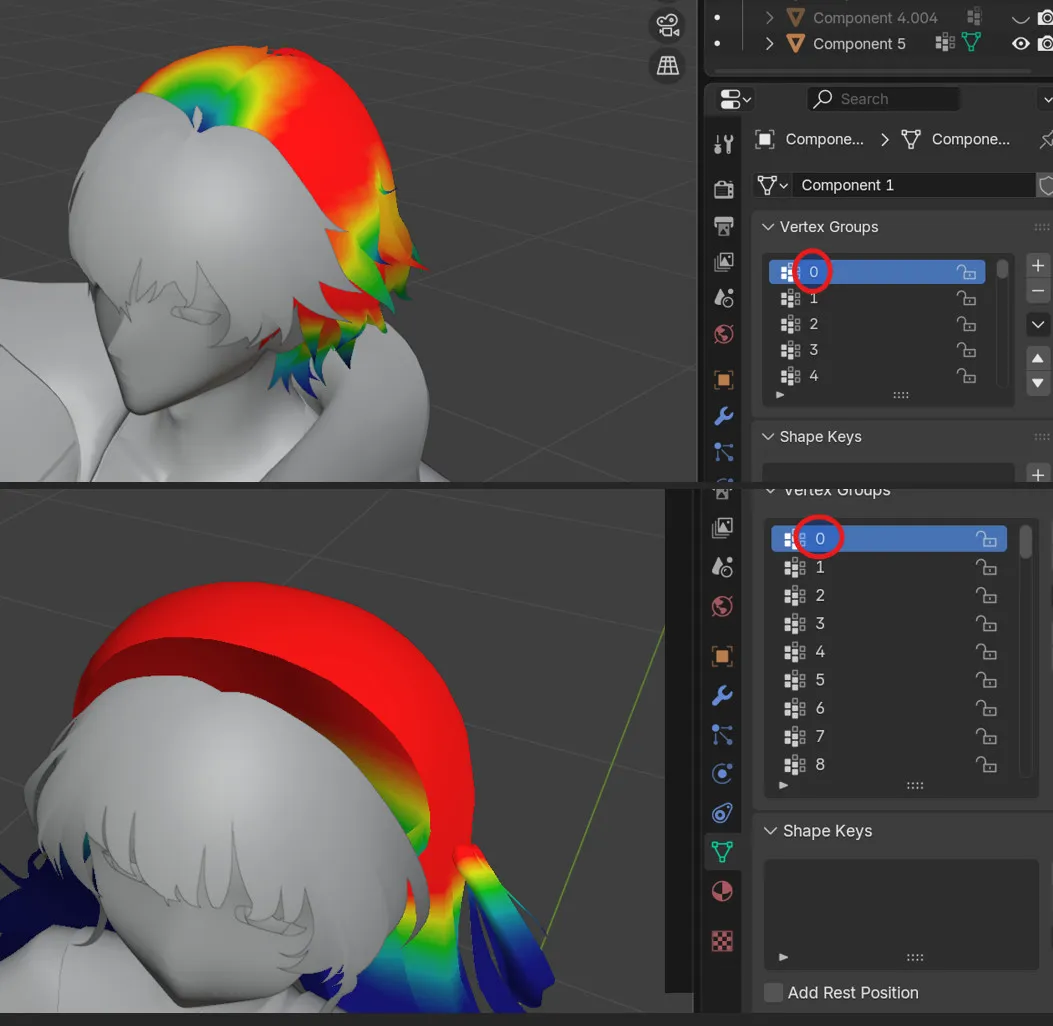 Component 4.004
Component 5
Search
Compone... Compone...
Component 1
Vertex Groups
0
1
2
3
4
Shape Keys
Vertex Groups
0
1
2
3
4
5
6
7
8
Shape Keys
Add Rest Position